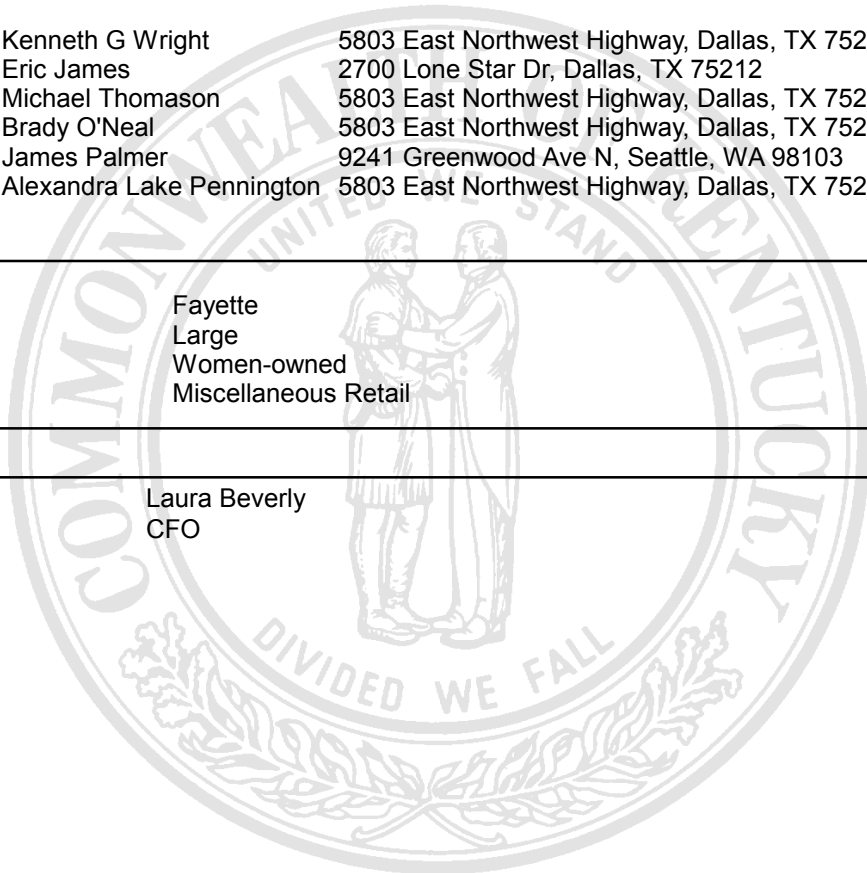 Kenneth G Wright 5803 East Northwest Highway, Dallas, TX 752
Eric James 2700 Lone Star Dr, Dallas, TX 75212
Michael Thomason 5803 East Northwest Highway, Dallas, TX 752
Brady O'Neal 5803 East Northwest Highway, Dallas, TX 752
James Palmer 9241 Greenwood Ave N, Seattle, WA 98103
Alexandra Lake Pennington 5803 East Northwest Highway, Dallas, TX 752
COMMONWEALTH OF KENTUCKY
UNITED WE STAND
Fayette
Large
Women-owned
Miscellaneous Retail
Laura Beverly
CFO
DIVIDED WE FALL